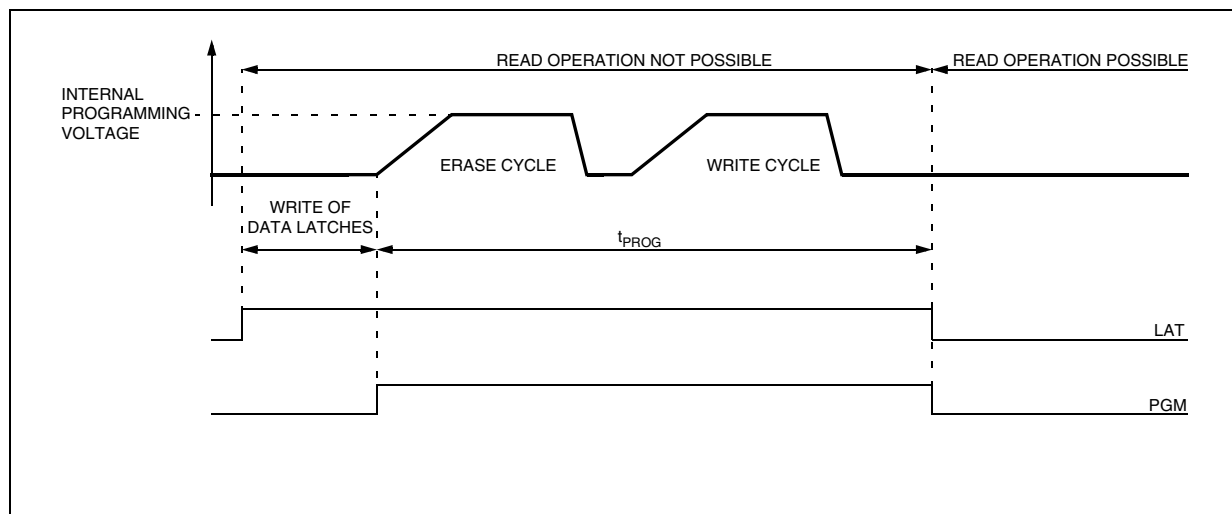 READ OPERATION NOT POSSIBLE
READ OPERATION POSSIBLE
INTERNAL
PROGRAMMING
VOLTAGE
ERASE CYCLE
WRITE CYCLE
WRITE OF
DATA LATCHES
tPROG
LAT
PGM